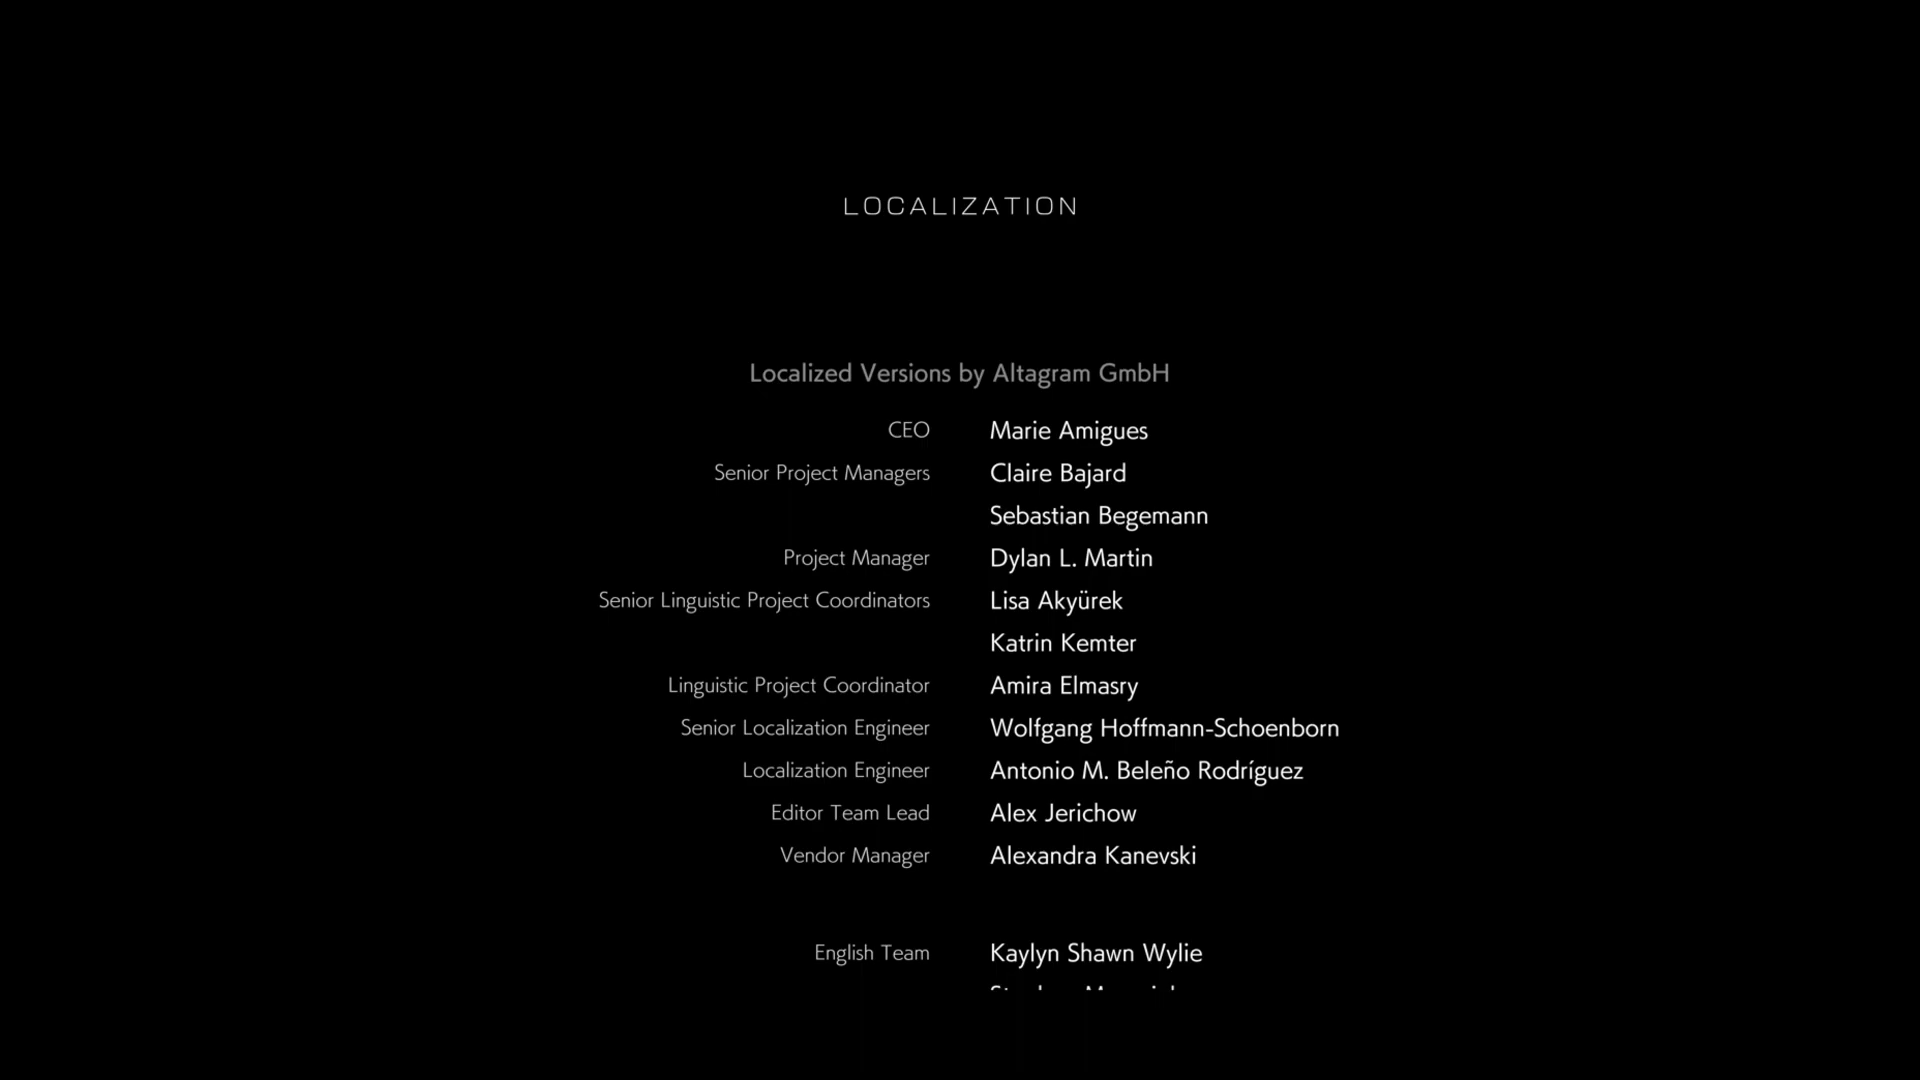 LOCALIZATION
Localized Versions by Altagram GmbH
CEO Marie Amigues
Senior Project Managers Claire Bajard
Sebastian Begemann
Project Manager Dylan L. Martin
Senior Linguistic Project Coordinators Lisa Akyürek
Katrin Kemter
Linguistic Project Coordinator Amira Elmasry
Senior Localization Engineer Wolfgang Hoffmann-Schoenborn
Localization Engineer Antonio M. Beleño Rodríguez
Editor Team Lead Alex Jerichow
Vendor Manager Alexandra Kanevski
English Team Kaylyn Shawn Wylie